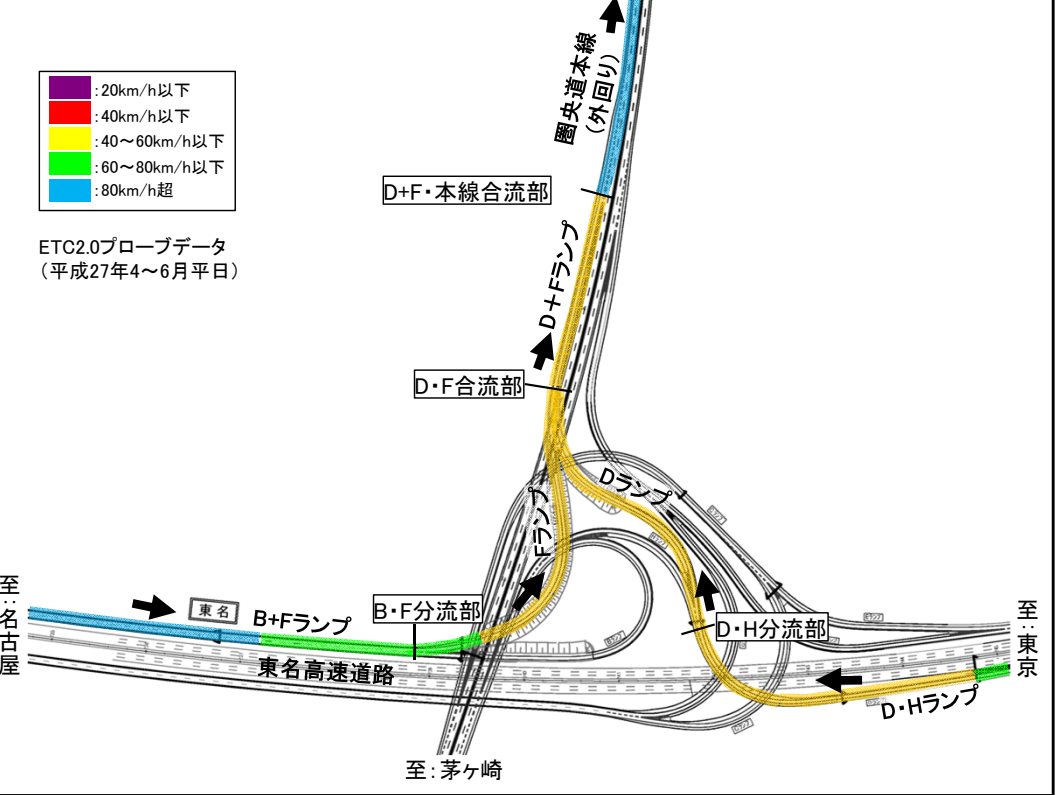 圏央道本線
(外回り)
:20km/h以下
:40km/h以下
:40～60km/h以下
:60～80km/h以下
:80km/h超
D+F・本線合流部
ETC2.0プローブデータ
(平成27年4～6月平日)
D+Fランプ
D・F合流部
Dランプ
Fランプ
至:名古屋
東名
B+Fランプ
B・F分流部
D・H分流部
至:東京
東名高速道路
D・Hランプ
至:茅ヶ崎